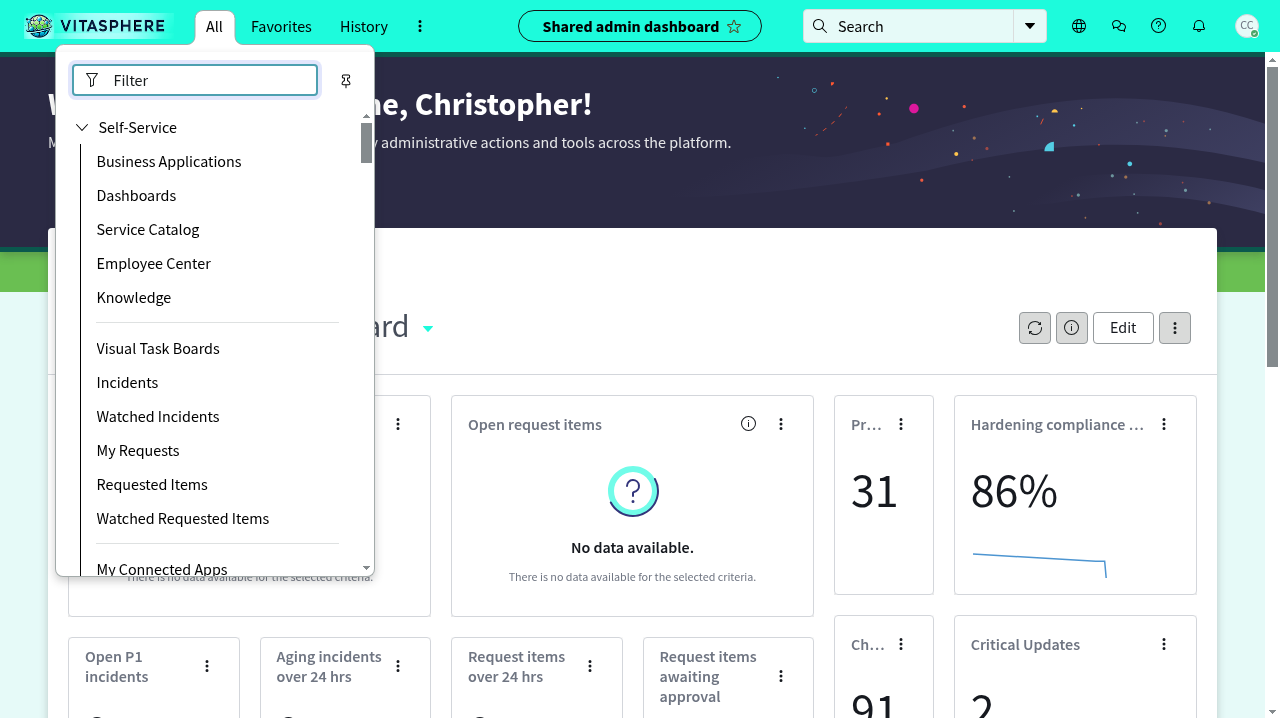 VITASPHERE
All
Favorites
History
Shared admin dashboard
Search
CC
Filter
Self-Service
Business Applications
Dashboards
Service Catalog
Employee Center
Knowledge
Visual Task Boards
Incidents
Watched Incidents
My Requests
Requested Items
Watched Requested Items
My Connected Apps
Christopher!
administrative actions and tools across the platform.
Edit
Open request items
No data available.
There is no data available for the selected criteria.
There is no data available for the selected criteria.
Pr...
31
Hardening compliance ...
86%
Open P1
incidents
Aging incidents
over 24 hrs
Request items
over 24 hrs
Request items
awaiting
approval
Ch...
91
Critical Updates
2